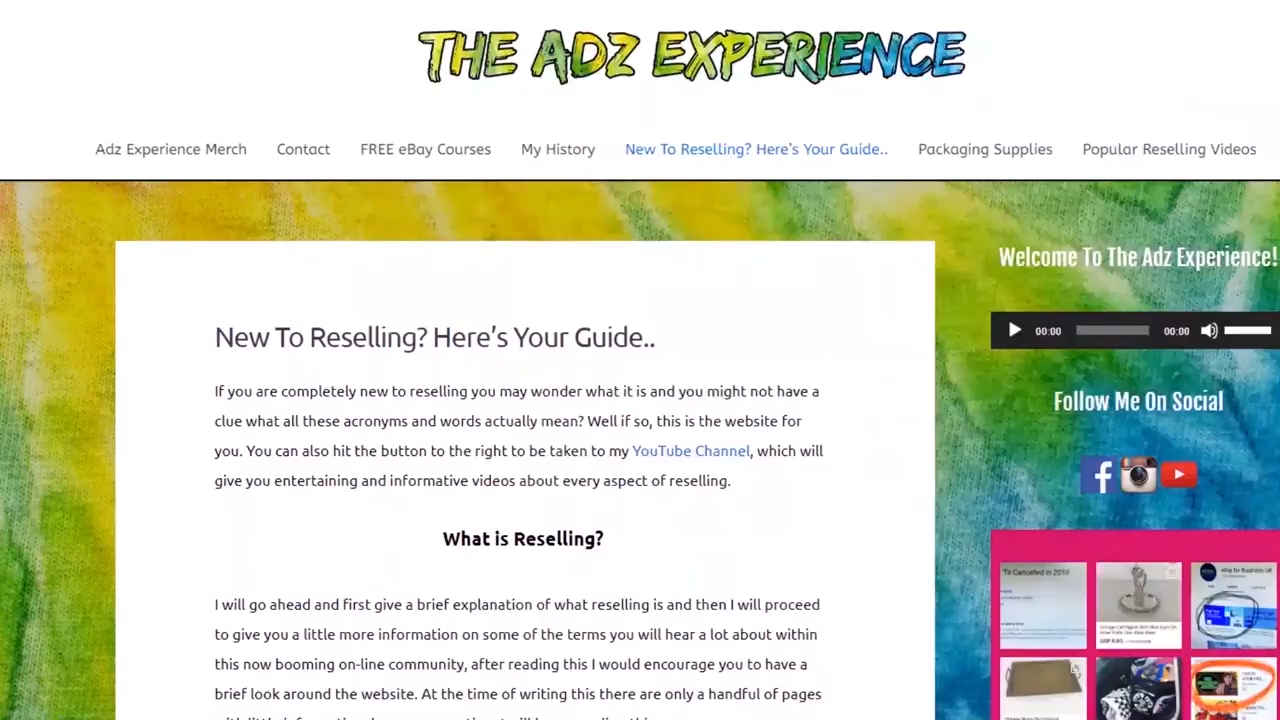 THE ADZ EXPERIENCE
Adz Experience Merch
Contact
FREE eBay Courses
My History
New To Reselling? Here's Your Guide..
Packaging Supplies
Popular Reselling Videos
New To Reselling? Here's Your Guide..
If you are completely new to reselling you may wonder what it is and you might not have a
clue what all these acronyms and words actually mean? Well if so, this is the website for
you. You can also hit the button to the right to be taken to my YouTube Channel, which will
give you entertaining and informative videos about every aspect of reselling.
What is Reselling?
I will go ahead and first give a brief explanation of what reselling is and then I will proceed
to give you a little more information on some of the terms you will hear a lot about within
this now booming on-line community, after reading this I would encourage you to have a
brief look around the website. At the time of writing this there are only a handful of pages
Welcome To The Adz Experience!
00:00
00:00
Follow Me On Social
Til Cancelled in 2019
eBay for Business UK